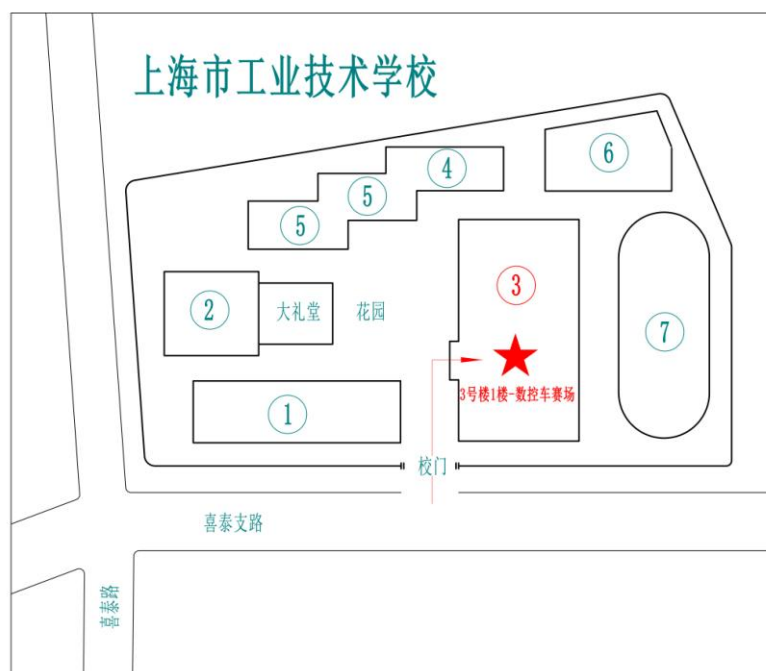 上海市工业技术学校
⑥
④
⑤
⑤
③
②
大礼堂
花园
⑦
3号楼1楼-数控车赛场
①
校门
喜泰支路
喜泰路